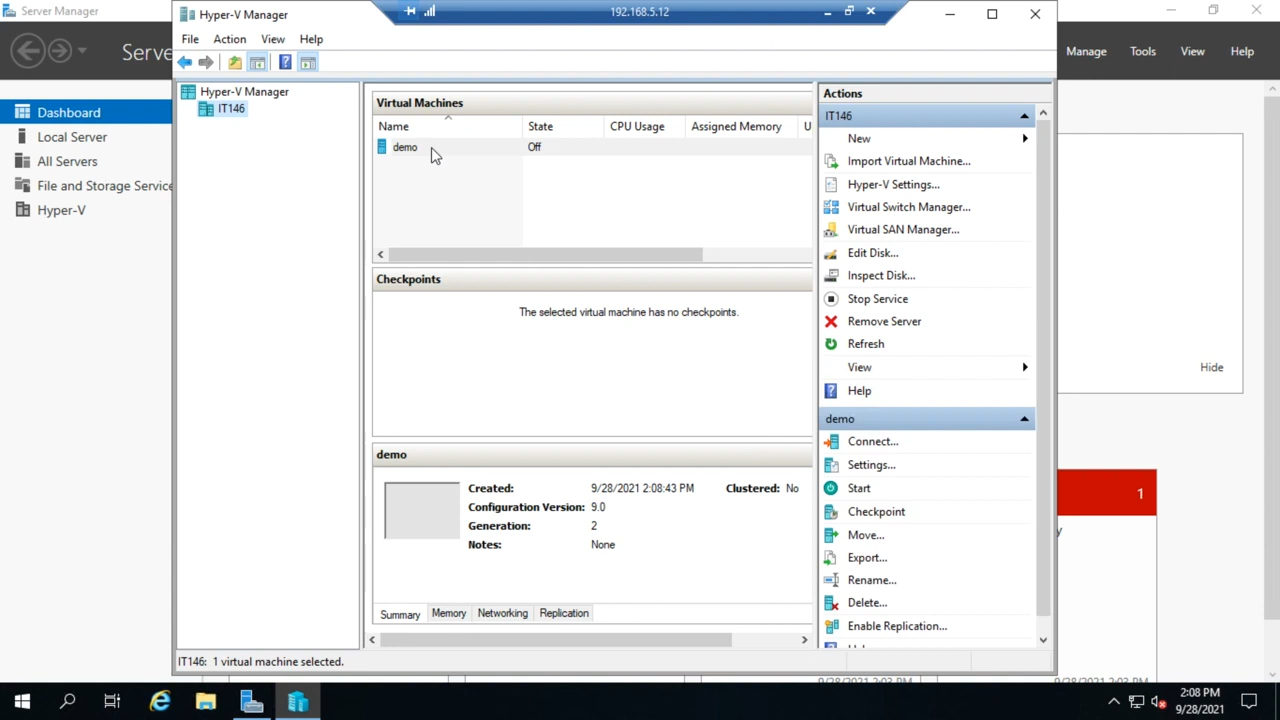 Server Manager
Hyper-V Manager
192.168.5.12
File Action View Help
Serve
Manage Tools View Help
Dashboard
Local Server
All Servers
File and Storage Service
Hyper-V
Hyper-V Manager
IT146
Virtual Machines
Name State CPU Usage Assigned Memory U
demo Off
Checkpoints
The selected virtual machine has no checkpoints.
demo
Created: 9/28/2021 2:08:43 PM Clustered: No
Configuration Version: 9.0
Generation: 2
Notes: None
Summary Memory Networking Replication
Actions
IT146
New
Import Virtual Machine...
Hyper-V Settings...
Virtual Switch Manager...
Virtual SAN Manager...
Edit Disk...
Inspect Disk...
Stop Service
Remove Server
Refresh
View
Help
demo
Connect...
Settings...
Start
Checkpoint
Move...
Export...
Rename...
Delete...
Enable Replication...
Hide
1
y
IT146: 1 virtual machine selected.
2:08 PM
9/28/2021